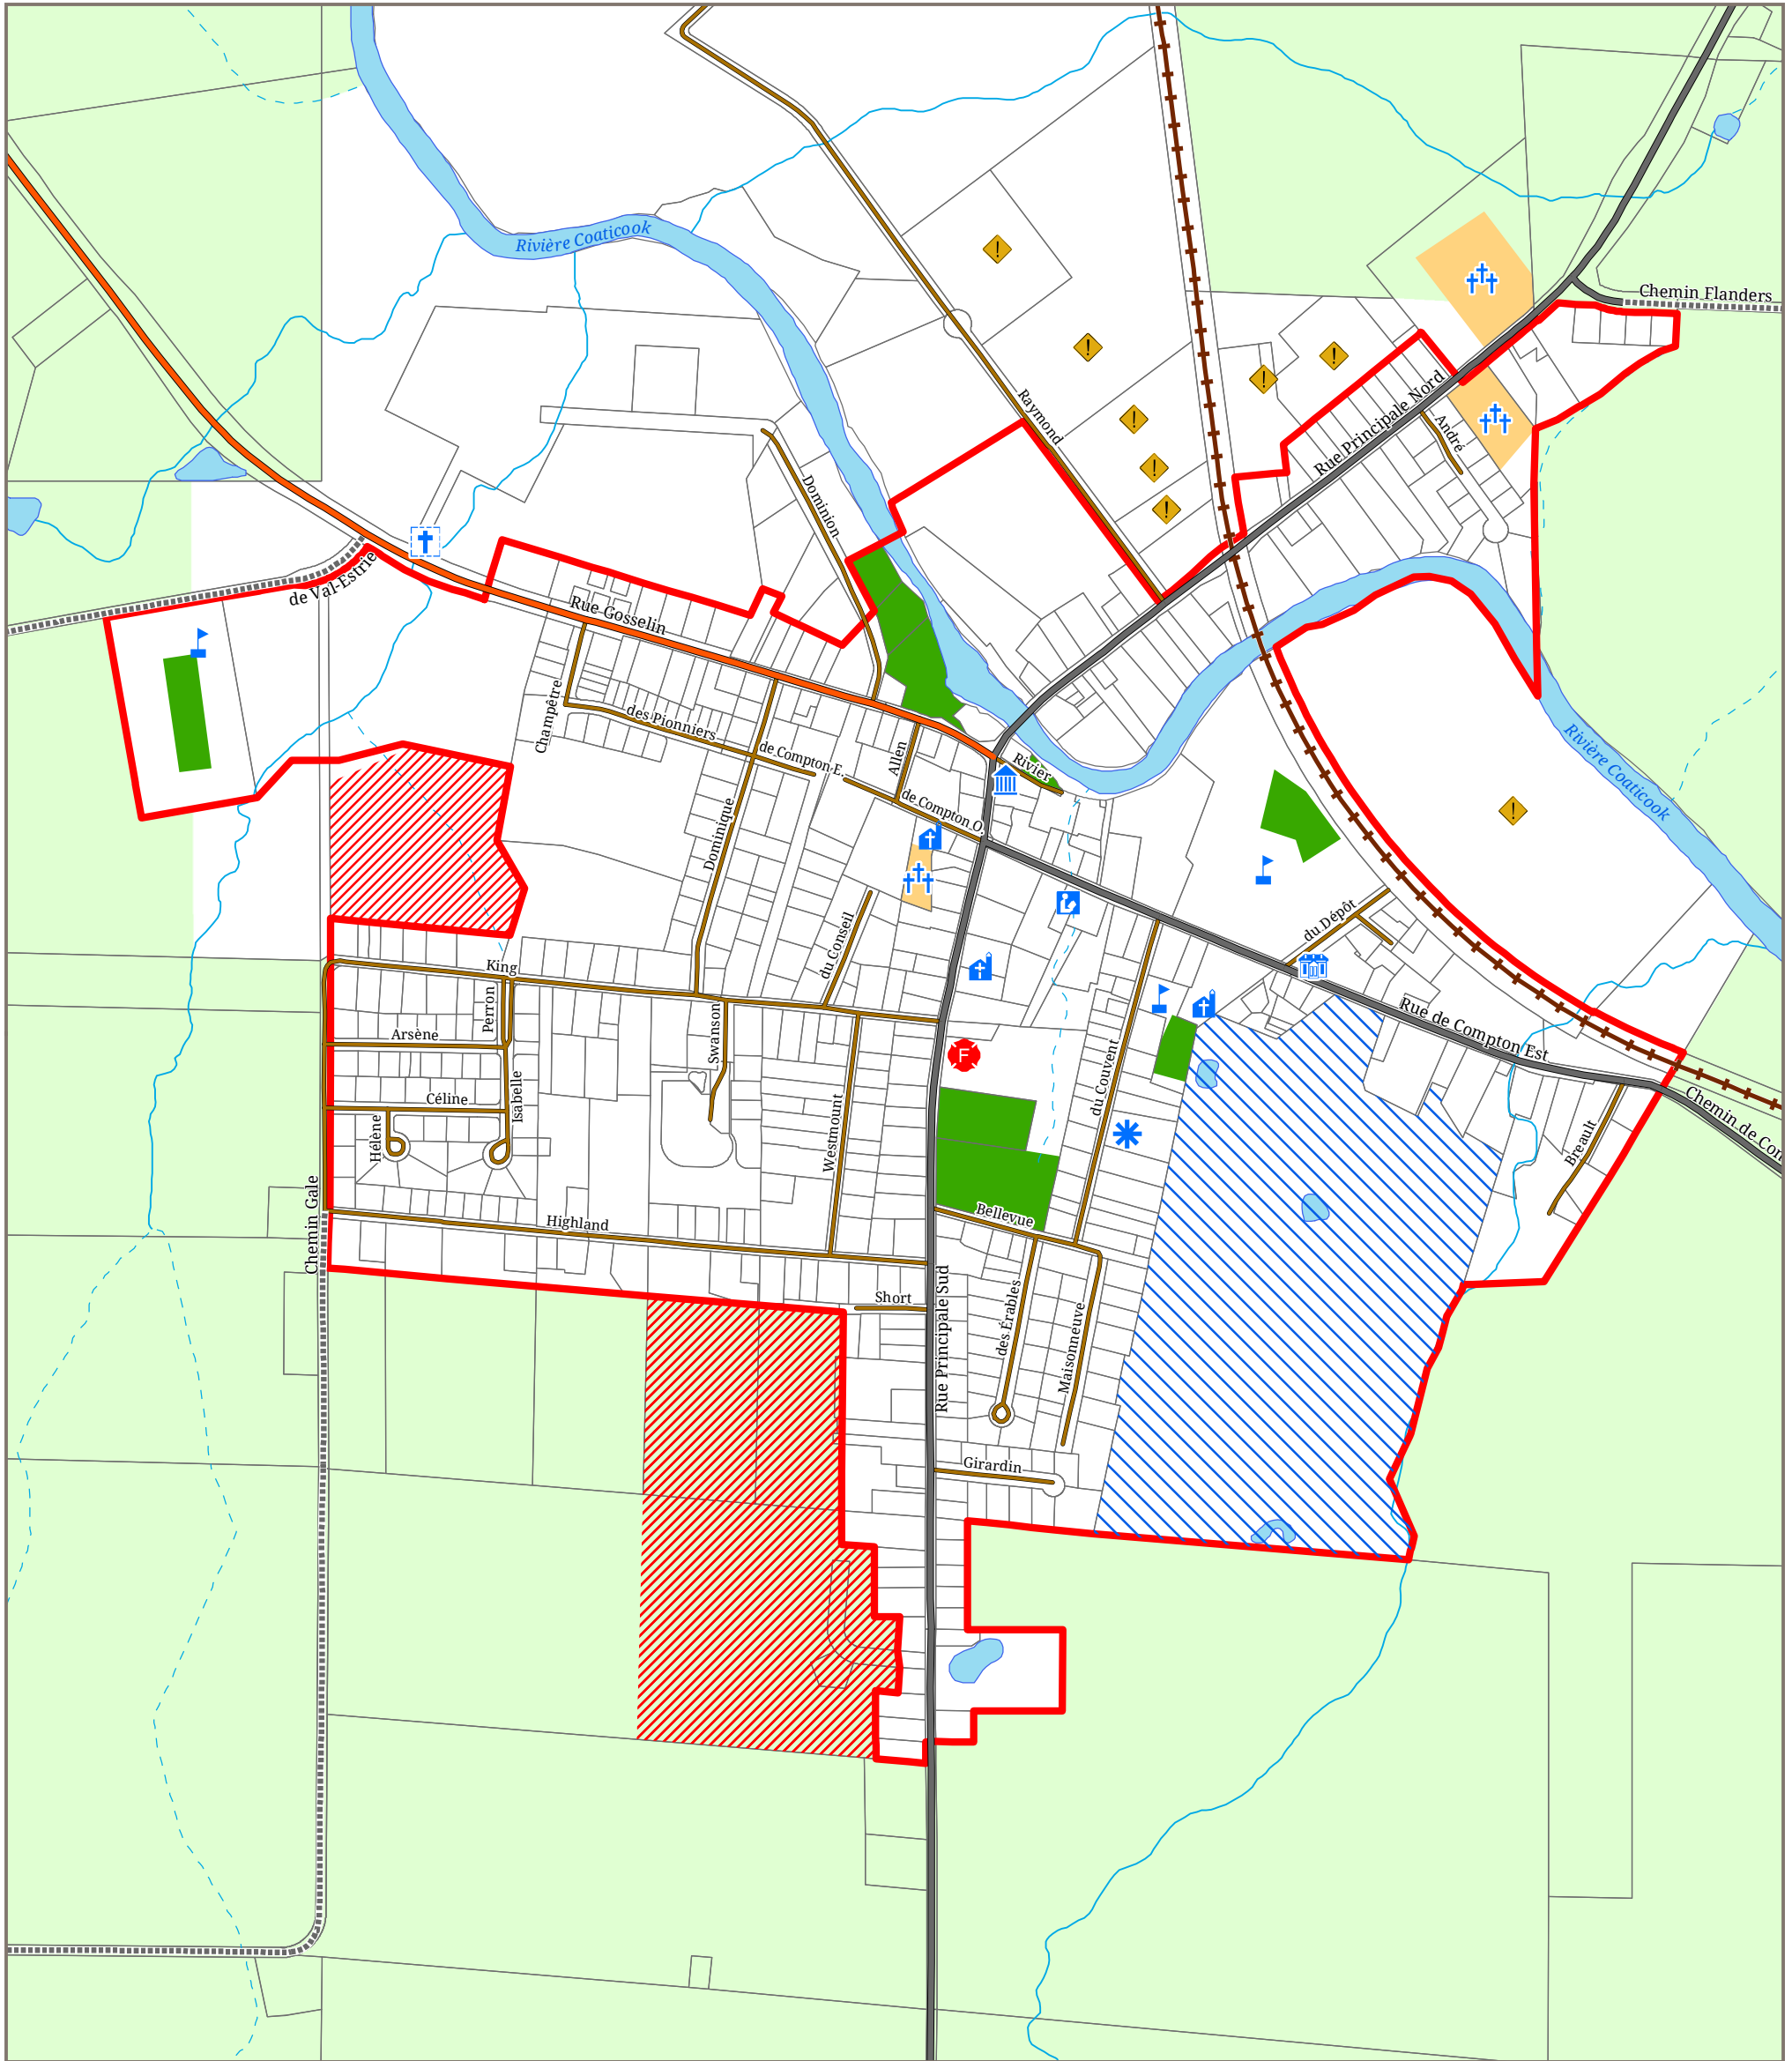 Rivière Coaticook
Chemin Flanders
Raymond
Rue Principale Nord
André
Dominion
de Val-Estrie
Rue Gosselin
Champêtre
des Pionniers
de Compton E.
Allen
Rivier
Rivière Coaticook
de Compton O.
Dominique
du Conseil
du Dépôt
King
Perron
Swanson
Rue de Compton Est
Arsène
F
Isabelle
du Couvent
Céline
Hélène
Westmount
Breault
Chemin de Con
Chemin Gale
Highland
Bellevue
Short
Rue Principale Sud
des Érables
Maisonneuve
Girardin